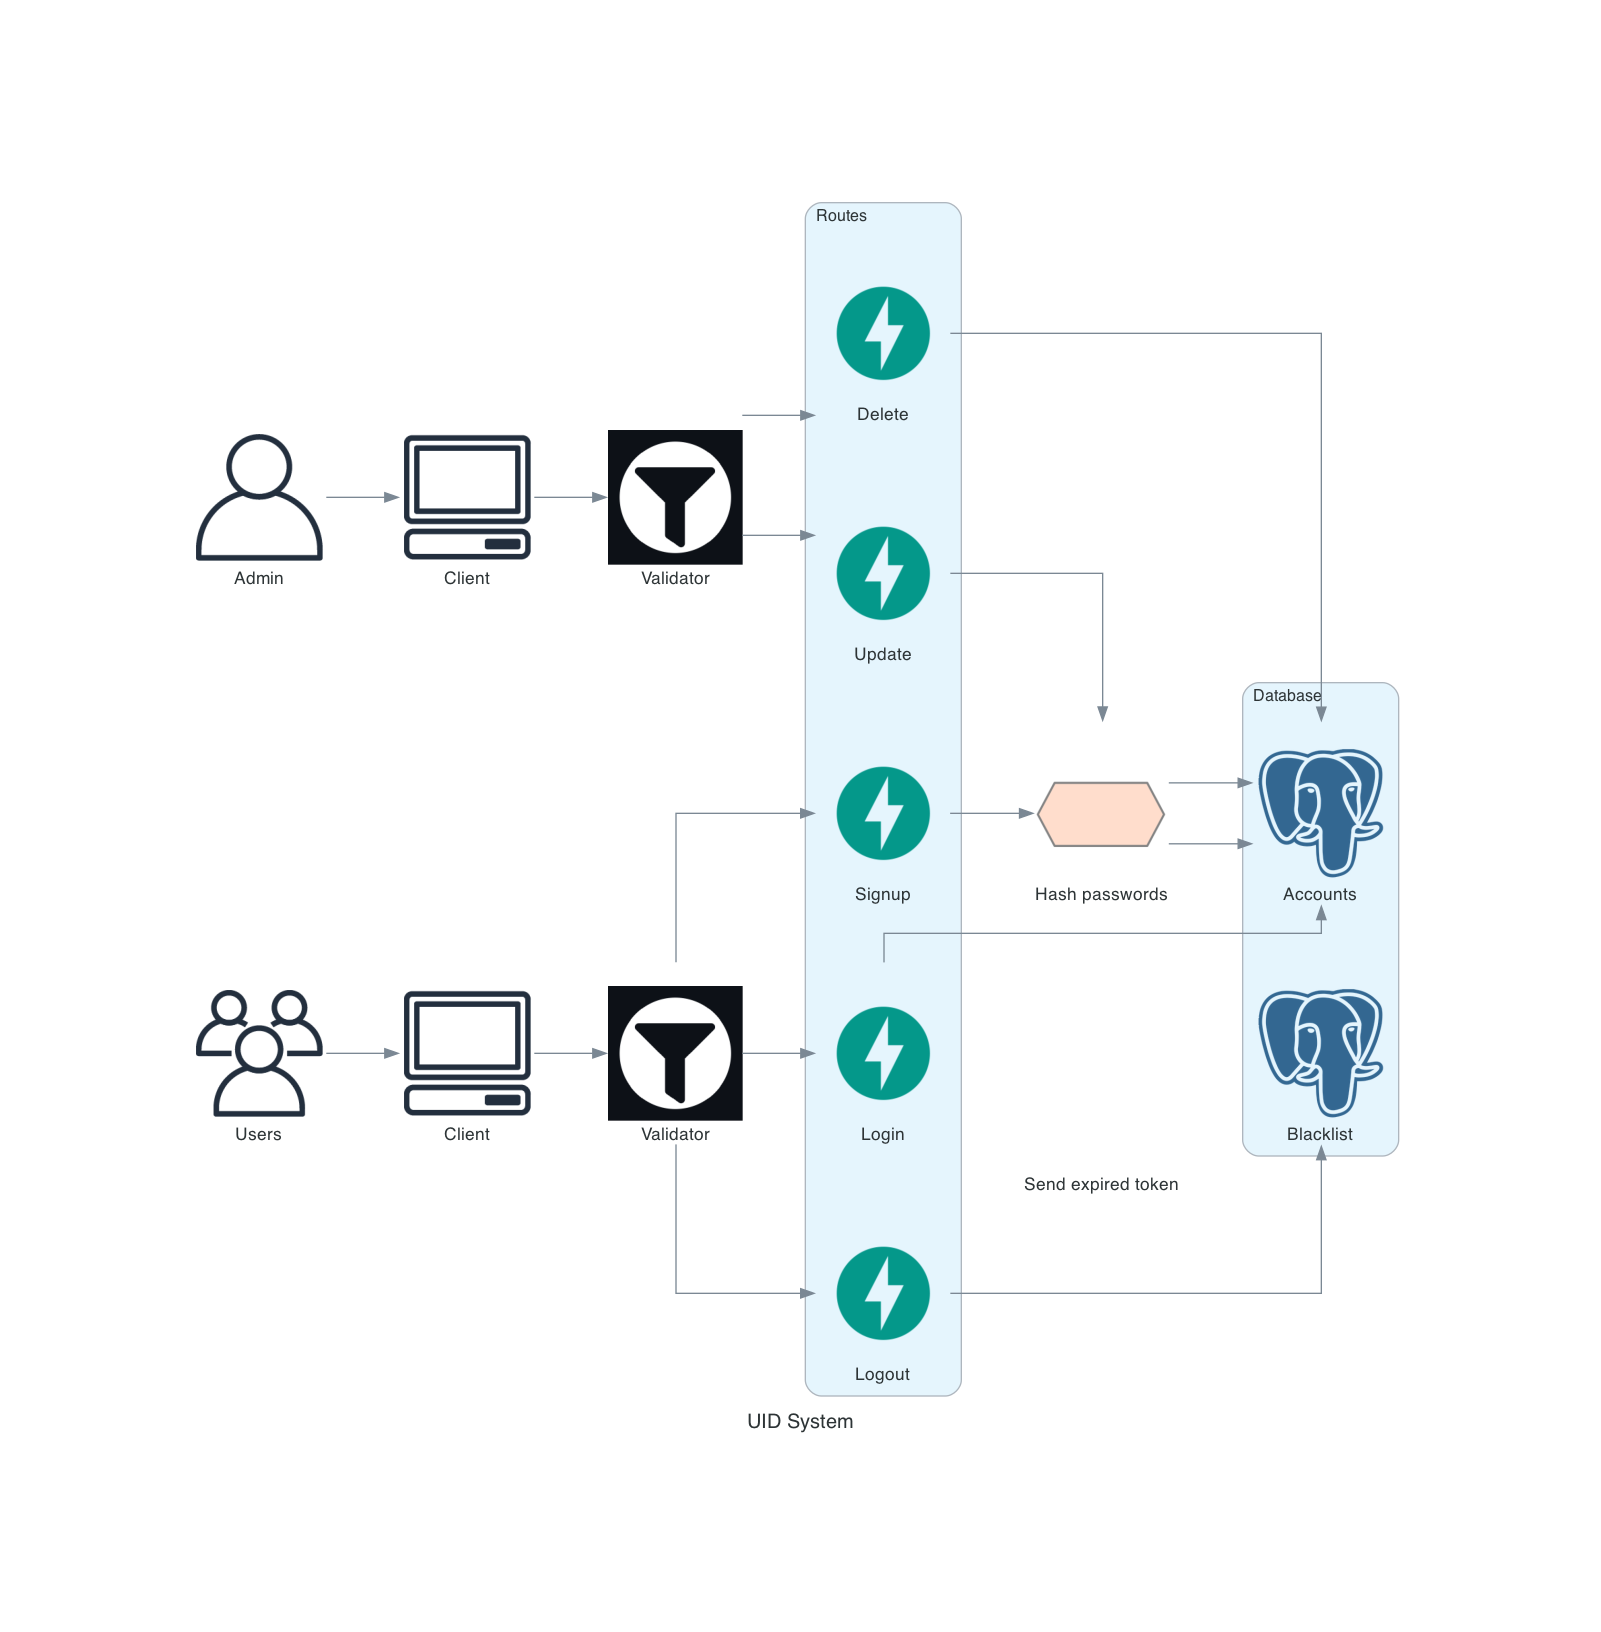 Routes
Delete
Admin
Client
Validator
Update
Database
Signup
Hash passwords
Accounts
Users
Client
Validator
Login
Blacklist
Send expired token
Logout
UID System